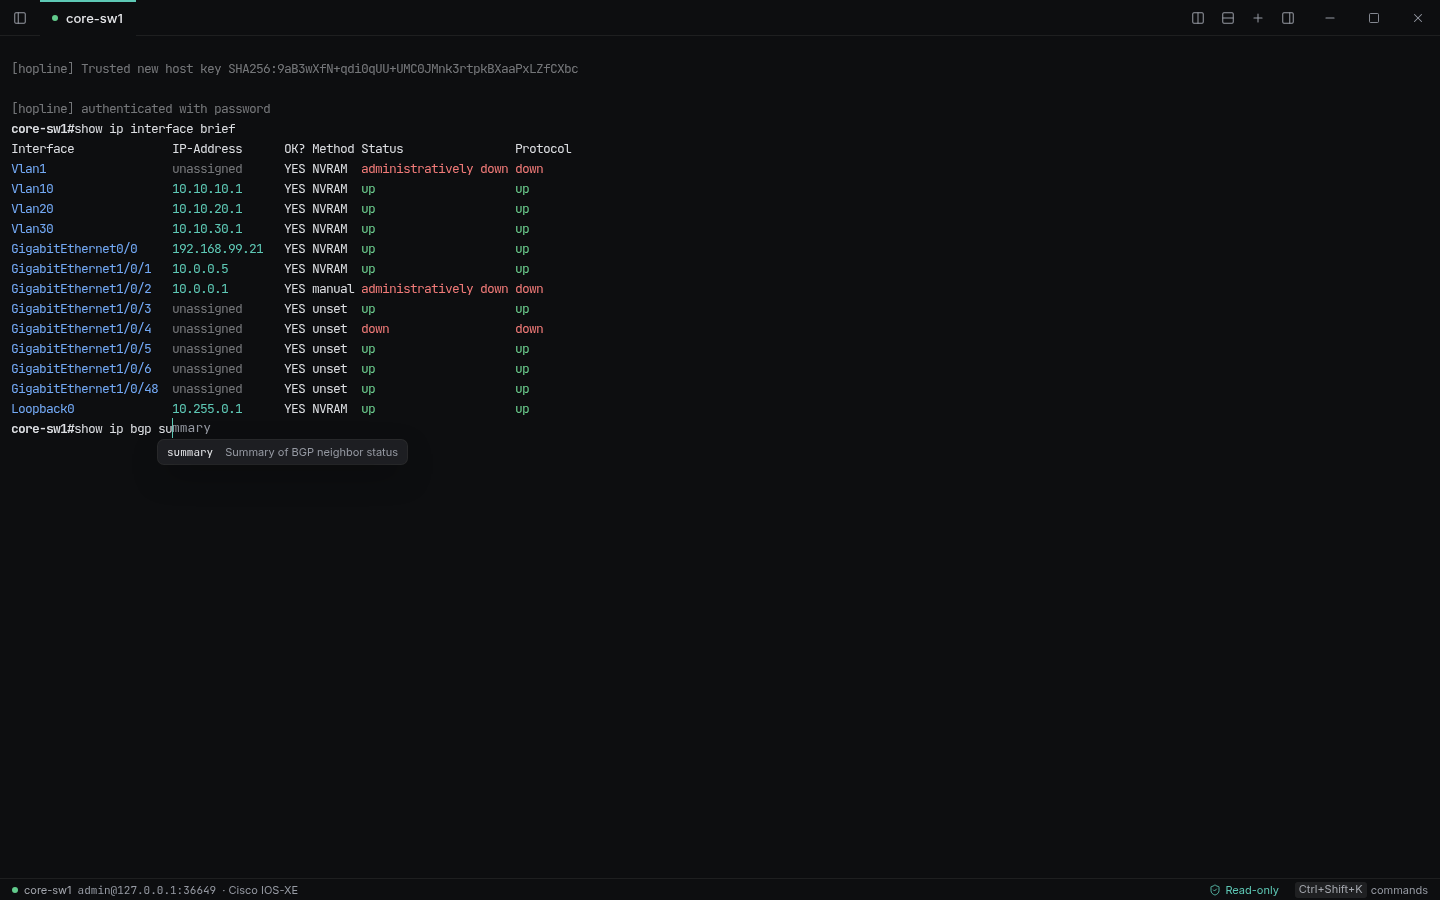 core-sw1
[hopline] Trusted new host key SHA256:9aB3wXfN+qdi0qUU+UMC0JMnk3rtpkBXaaPxLZfCXbc
[hopline] authenticated with password
core-sw1#show ip interface brief
Interface IP-Address OK? Method Status Protocol
Vlan1 unassigned YES NVRAM administratively down down
Vlan10 10.10.10.1 YES NVRAM up up
Vlan20 10.10.20.1 YES NVRAM up up
Vlan30 10.10.30.1 YES NVRAM up up
GigabitEthernet0/0 192.168.99.21 YES NVRAM up up
GigabitEthernet1/0/1 10.0.0.5 YES NVRAM up up
GigabitEthernet1/0/2 10.0.0.1 YES manual administratively down down
GigabitEthernet1/0/3 unassigned YES unset up up
GigabitEthernet1/0/4 unassigned YES unset down down
GigabitEthernet1/0/5 unassigned YES unset up up
GigabitEthernet1/0/6 unassigned YES unset up up
GigabitEthernet1/0/48 unassigned YES unset up up
Loopback0 10.255.0.1 YES NVRAM up up
core-sw1#show ip bgp summary
summary Summary of BGP neighbor status
core-sw1 admin@127.0.0.1:36649 · Cisco IOS-XE Read-only Ctrl+Shift+K commands